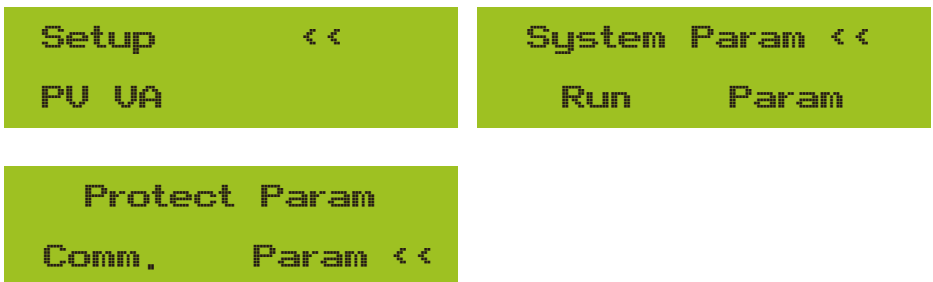 Setup <<
PV VA
System Param <<
Run Param
Protect Param
Comm. Param <<